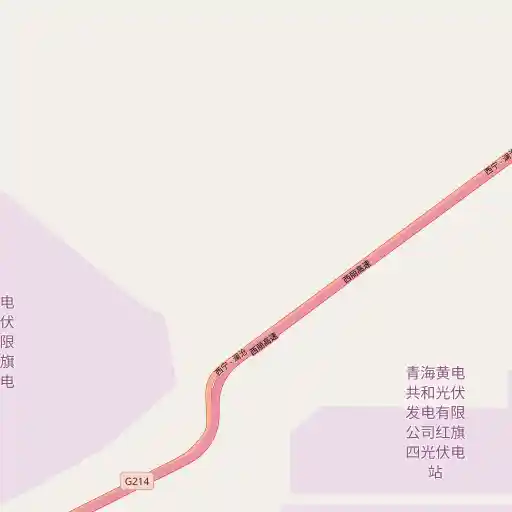 西宁 - 澜沧
西丽高速
西宁 - 澜沧
西丽高速
电
伏
限
旗
电
青海黄电
共和光伏
发电有限
公司红旗
四光伏电
站
G214